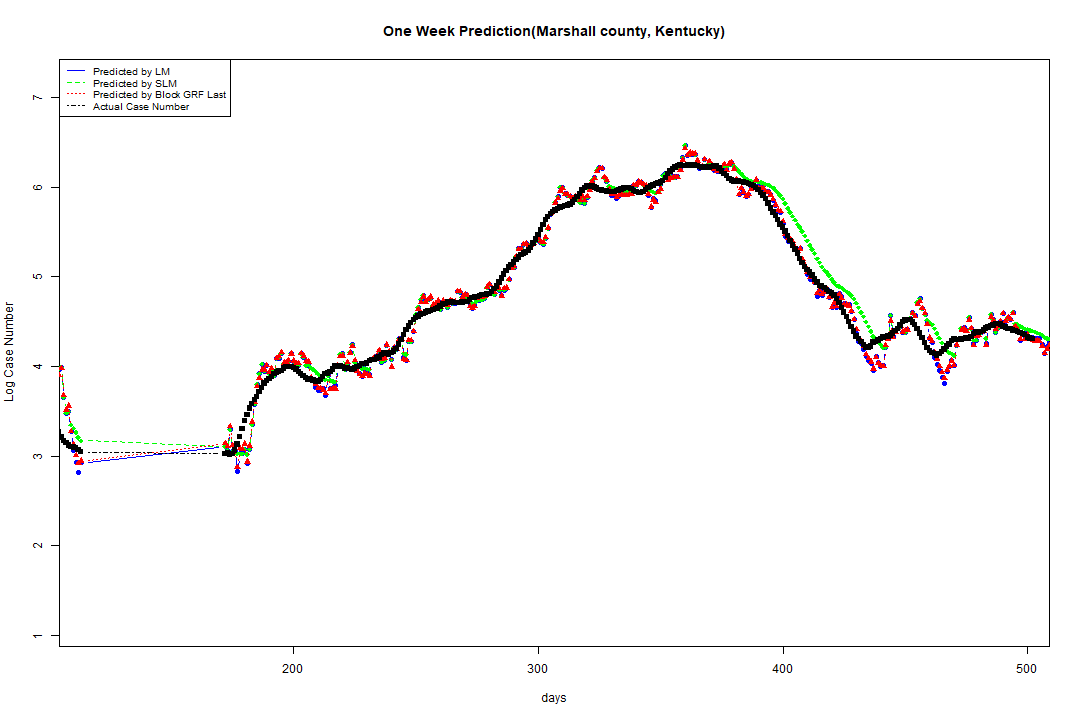 One Week Prediction(Marshall county, Kentucky)
Predicted by LM
Predicted by SLM
Predicted by Block GRF Last
Actual Case Number
7
6
5
4
3
2
1
Log Case Number
200
300
400
500
days